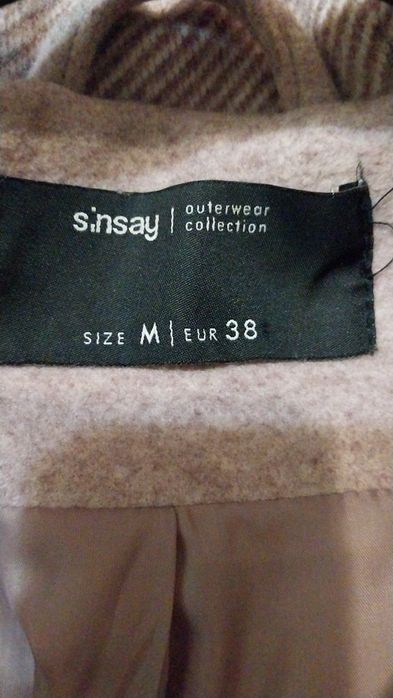 sinsay | outerwear
collection
SIZE M | EUR 38